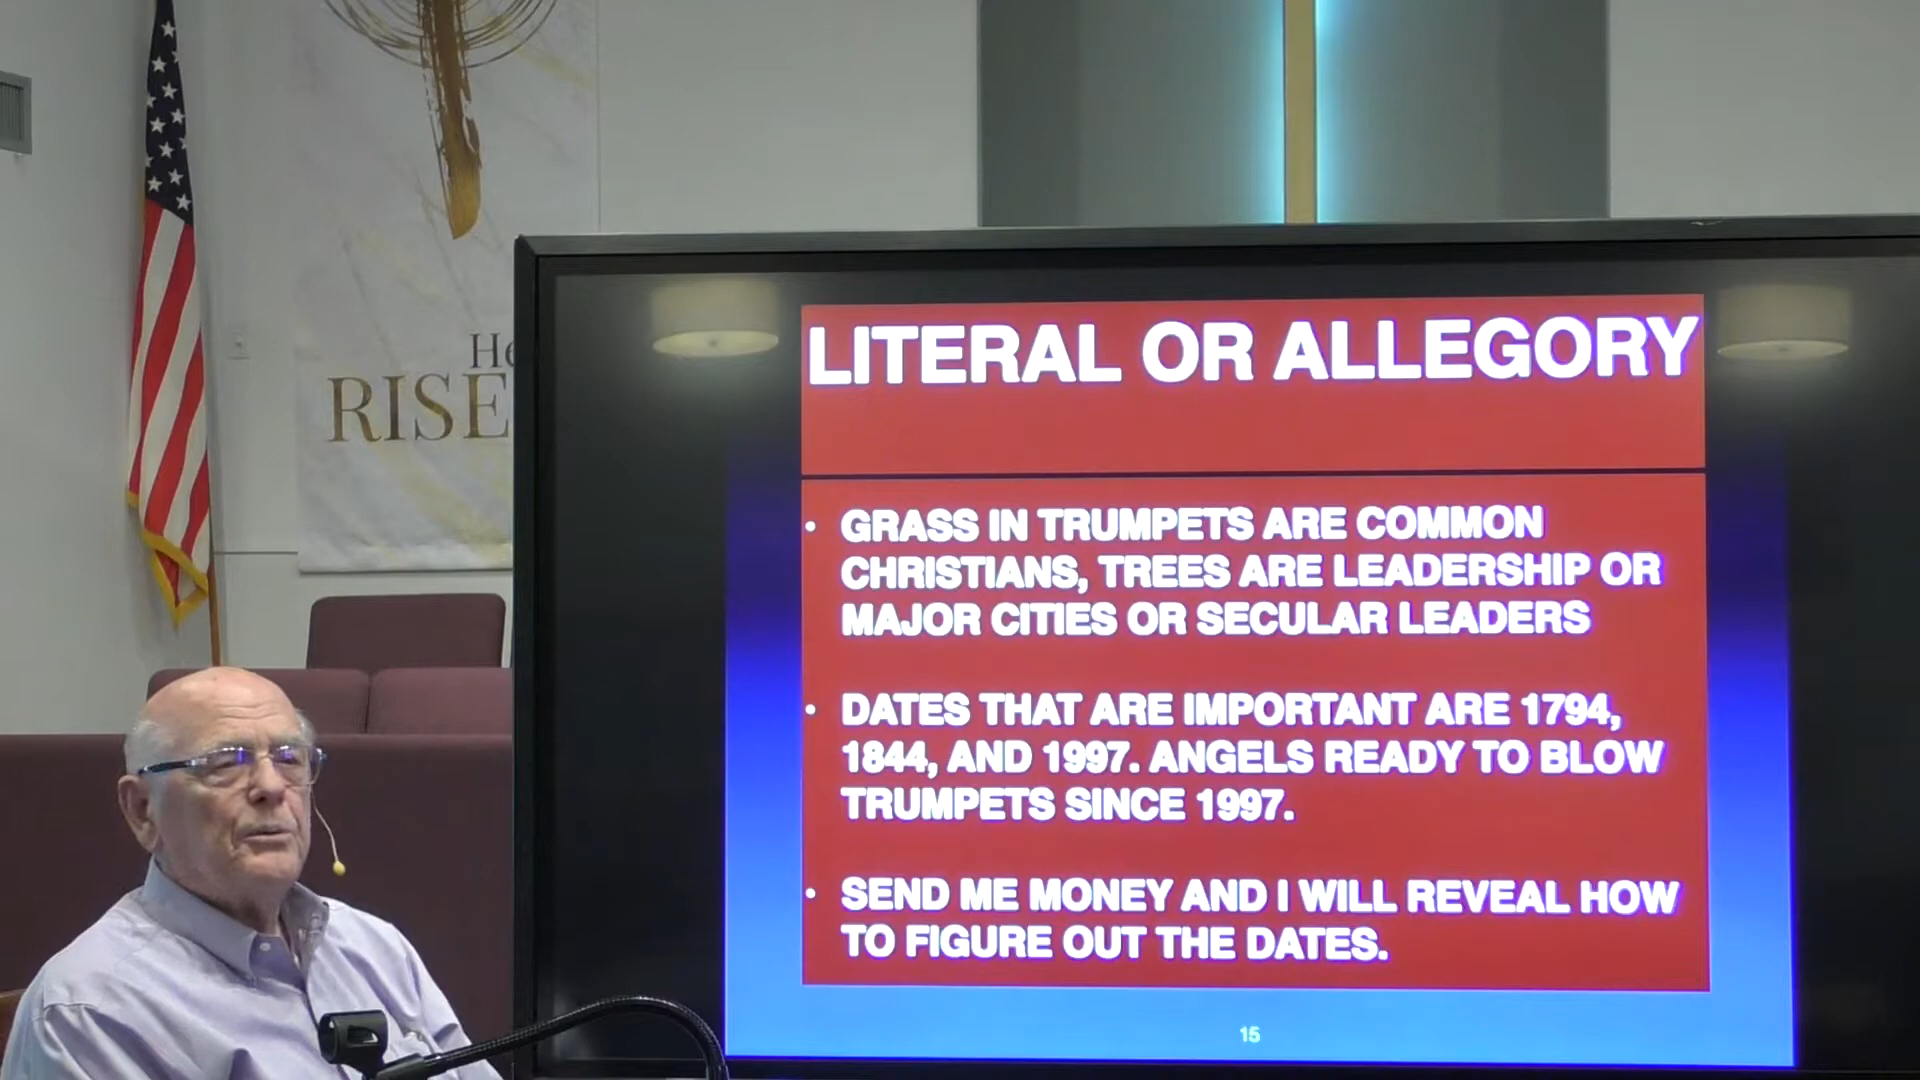 He
RISE
LITERAL OR ALLEGORY
• GRASS IN TRUMPETS ARE COMMON
CHRISTIANS, TREES ARE LEADERSHIP OR
MAJOR CITIES OR SECULAR LEADERS
• DATES THAT ARE IMPORTANT ARE 1794,
1844, AND 1997. ANGELS READY TO BLOW
TRUMPETS SINCE 1997.
• SEND ME MONEY AND I WILL REVEAL HOW
TO FIGURE OUT THE DATES.
15